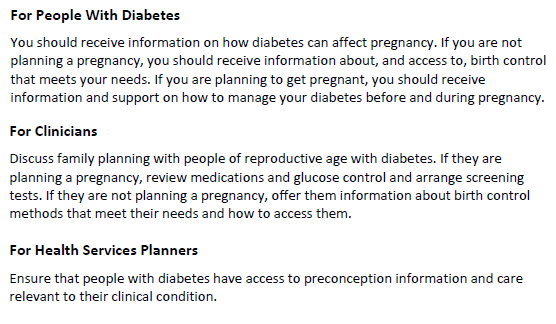 For People With Diabetes
You should receive information on how diabetes can affect pregnancy. If you are not
planning a pregnancy, you should receive information about, and access to, birth control
that meets your needs. If you are planning to get pregnant, you should receive
information and support on how to manage your diabetes before and during pregnancy.
For Clinicians
Discuss family planning with people of reproductive age with diabetes. If they are
planning a pregnancy, review medications and glucose control and arrange screening
tests. If they are not planning a pregnancy, offer them information about birth control
methods that meet their needs and how to access them.
For Health Services Planners
Ensure that people with diabetes have access to preconception information and care
relevant to their clinical condition.